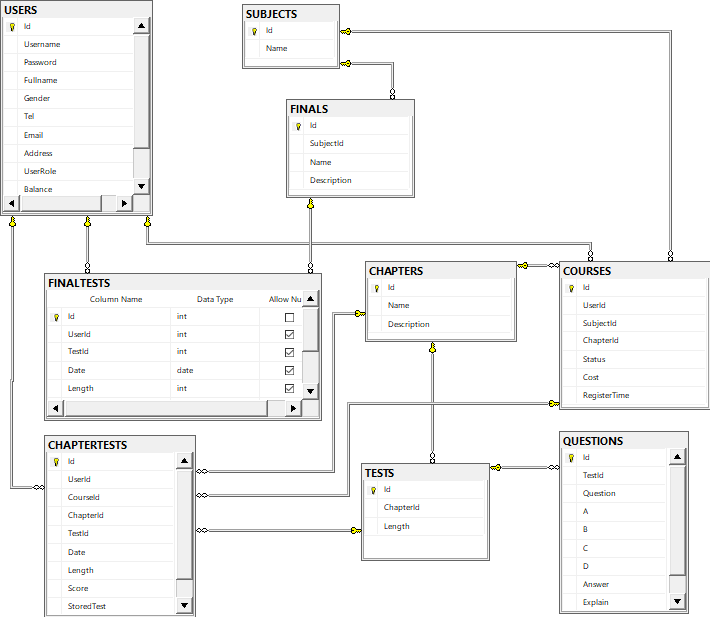 USERS
Id
Username
Password
Fullname
Gender
Tel
Email
Address
UserRole
Balance
SUBJECTS
Id
Name
FINALS
Id
SubjectId
Name
Description
FINALTESTS
Column Name Data Type Allow Nu
Id int
UserId int
TestId int
Date date
Length int
CHAPTERS
Id
Name
Description
COURSES
Id
UserId
SubjectId
ChapterId
Status
Cost
RegisterTime
CHAPTERTESTS
Id
UserId
CourseId
ChapterId
TestId
Date
Length
Score
StoredTest
TESTS
Id
ChapterId
Length
QUESTIONS
Id
TestId
Question
A
B
C
D
Answer
Explain